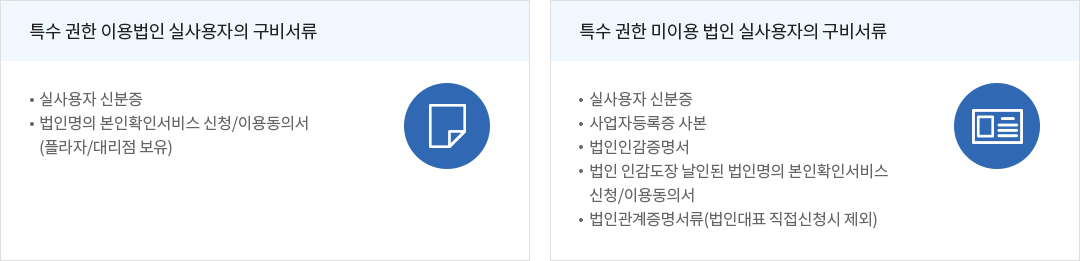 특수 권한 이용법인 실사용자의 구비서류
• 실사용자 신분증
• 법인명의 본인확인서비스 신청/이용동의서
(플라자/대리점 보유)
특수 권한 미이용 법인 실사용자의 구비서류
• 실사용자 신분증
• 사업자등록증 사본
• 법인인감증명서
• 법인 인감도장 날인된 법인명의 본인확인서비스
신청/이용동의서
• 법인관계증명서류(법인대표 직접신청시 제외)